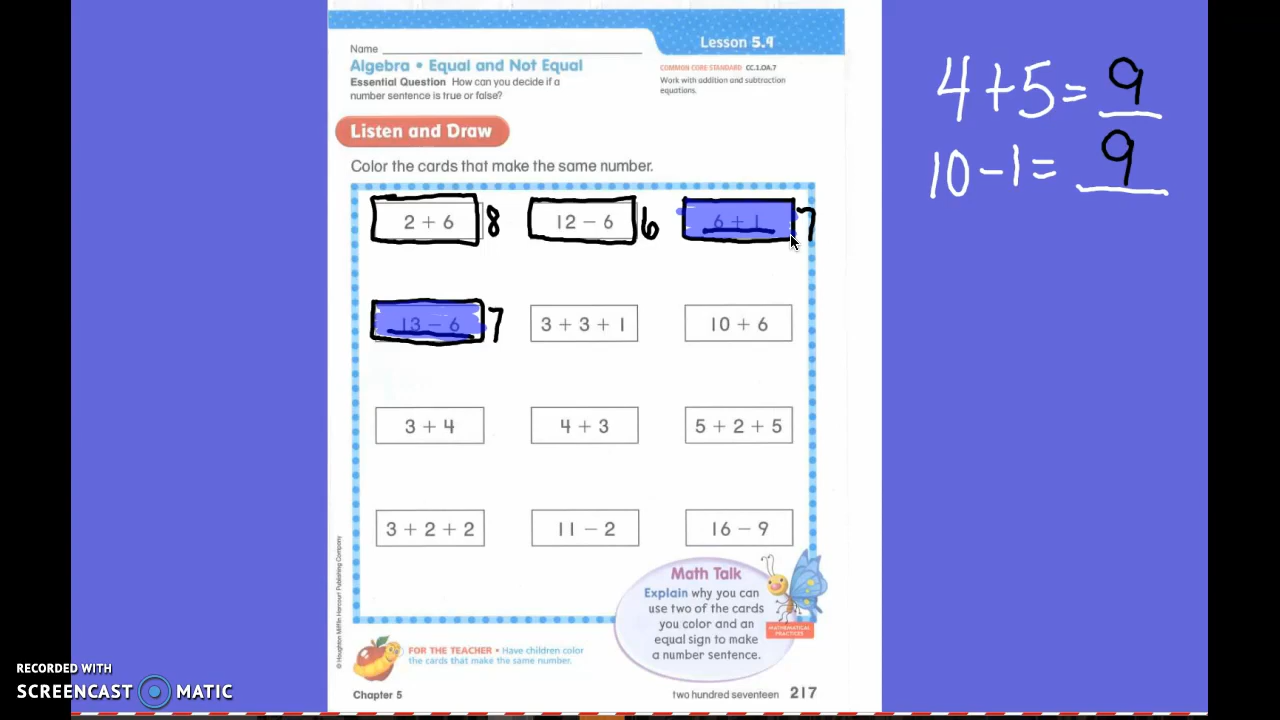 Lesson 5.9
Name
Algebra • Equal and Not Equal
Essential Question How can you decide if a
number sentence is true or false?
COMMON CORE STANDARD CC.1.OA.7
Work with addition and subtraction
equations.
Listen and Draw
Color the cards that make the same number.
2 + 6 8 12 − 6 6 6 + 1 7
13 − 6 7 3 + 3 + 1 10 + 6
3 + 4 4 + 3 5 + 2 + 5
3 + 2 + 2 11 − 2 16 − 9
Math Talk
Explain why you can
use two of the cards
you color and an
equal sign to make
a number sentence.
MATHEMATICAL
PRACTICES
FOR THE TEACHER • Have children color
the cards that make the same number.
© Houghton Mifflin Harcourt Publishing Company
Chapter 5
two hundred seventeen 217
4 + 5 = 9
10 − 1 = 9
RECORDED WITH
SCREENCAST MATIC